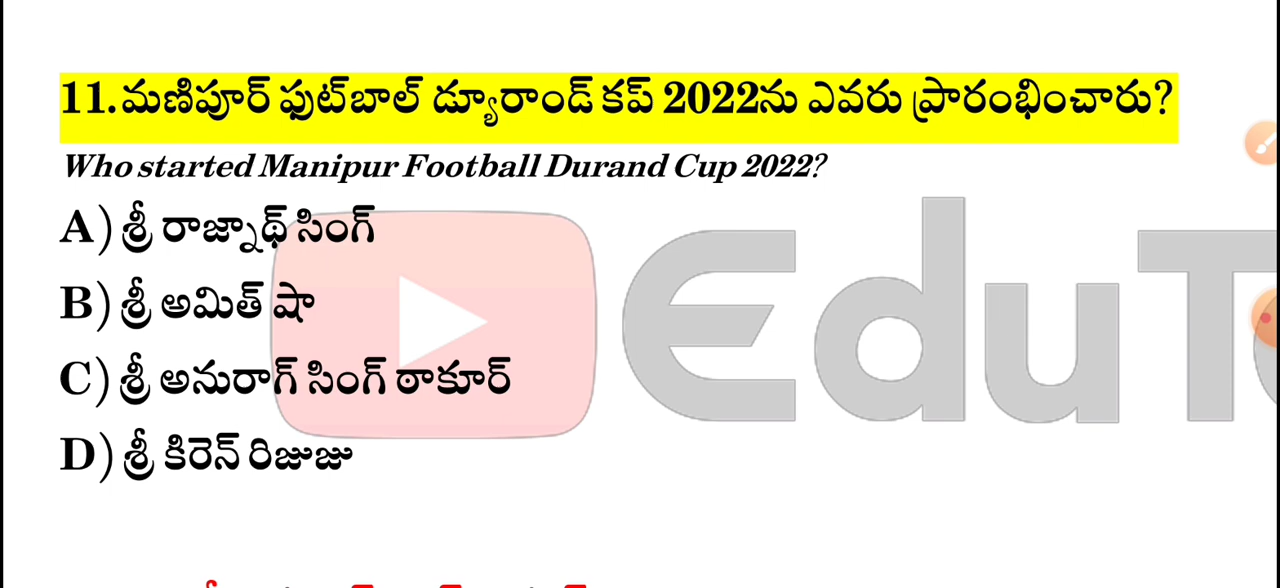 11.మణిపూర్ ఫుట్‌బాల్ డ్యూరాండ్ కప్ 2022ను ఎవరు ప్రారంభించారు?
Who started Manipur Football Durand Cup 2022?
A) శ్రీ రాజ్నాథ్ సింగ్
B) శ్రీ అమిత్ షా
C) శ్రీ అనురాగ్ సింగ్ ఠాకూర్
D) శ్రీ కిరెన్ రిజుజు